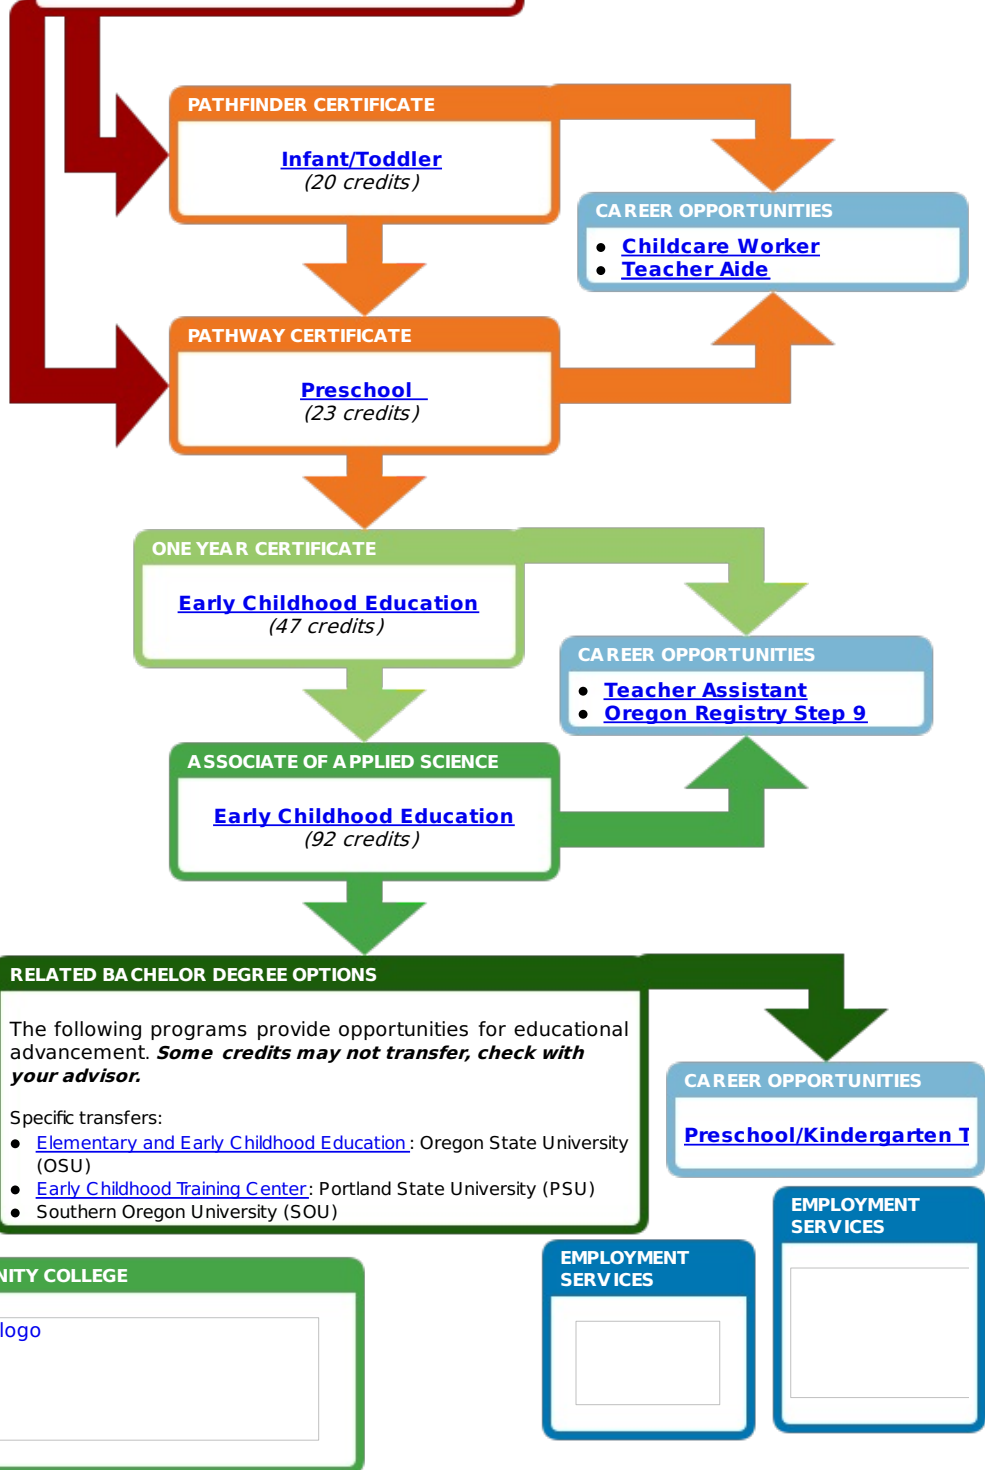 PATHFINDER CERTIFICATE
Infant/Toddler
(20 credits)
CAREER OPPORTUNITIES
● Childcare Worker
● Teacher Aide
PATHWAY CERTIFICATE
Preschool
(23 credits)
ONE YEAR CERTIFICATE
Early Childhood Education
(47 credits)
CAREER OPPORTUNITIES
● Teacher Assistant
● Oregon Registry Step 9
ASSOCIATE OF APPLIED SCIENCE
Early Childhood Education
(92 credits)
RELATED BACHELOR DEGREE OPTIONS
The following programs provide opportunities for educational
advancement. Some credits may not transfer, check with
your advisor.
Specific transfers:
● Elementary and Early Childhood Education : Oregon State University
(OSU)
● Early Childhood Training Center: Portland State University (PSU)
● Southern Oregon University (SOU)
CAREER OPPORTUNITIES
Preschool/Kindergarten T
EMPLOYMENT
SERVICES
EMPLOYMENT
SERVICES
NITY COLLEGE
logo